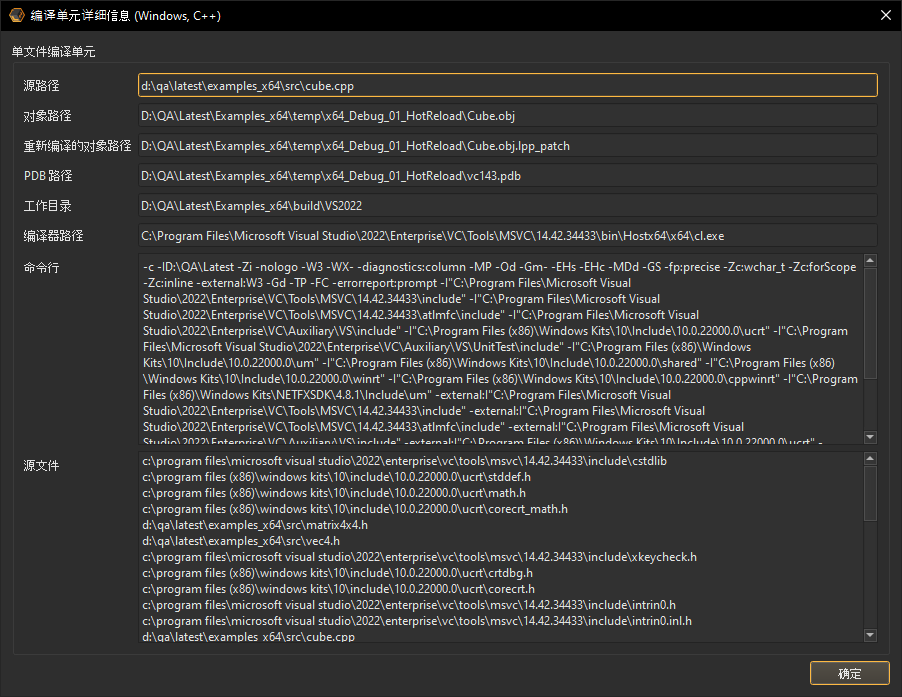 编译单元详细信息 (Windows, C++)
单文件编译单元
源路径 d:\qa\latest\examples_x64\src\cube.cpp
对象路径 D:\QA\Latest\Examples_x64\temp\x64_Debug_01_HotReload\Cube.obj
重新编译的对象路径 D:\QA\Latest\Examples_x64\temp\x64_Debug_01_HotReload\Cube.obj.lpp_patch
PDB 路径 D:\QA\Latest\Examples_x64\temp\x64_Debug_01_HotReload\vc143.pdb
工作目录 D:\QA\Latest\Examples_x64\build\VS2022
编译器路径 C:\Program Files\Microsoft Visual Studio\2022\Enterprise\VC\Tools\MSVC\14.42.34433\bin\Hostx64\x64\cl.exe
命令行 -c -ID:\QA\Latest -Zi -nologo -W3 -WX- -diagnostics:column -MP -Od -Gm- -EHs -EHc -MDd -GS -fp:precise -Zc:wchar_t -Zc:forScope
-Zc:inline -external:W3 -Gd -TP -FC -errorreport:prompt -I"C:\Program Files\Microsoft Visual
Studio\2022\Enterprise\VC\Tools\MSVC\14.42.34433\include" -I"C:\Program Files\Microsoft Visual
Studio\2022\Enterprise\VC\Tools\MSVC\14.42.34433\atlmfc\include" -I"C:\Program Files\Microsoft Visual
Studio\2022\Enterprise\VC\Auxiliary\VS\include" -I"C:\Program Files (x86)\Windows Kits\10\Include\10.0.22000.0\ucrt" -I"C:\Program
Files\Microsoft Visual Studio\2022\Enterprise\VC\Auxiliary\VS\UnitTest\include" -I"C:\Program Files (x86)\Windows
Kits\10\Include\10.0.22000.0\um" -I"C:\Program Files (x86)\Windows Kits\10\Include\10.0.22000.0\shared" -I"C:\Program Files (x86)
\Windows Kits\10\Include\10.0.22000.0\winrt" -I"C:\Program Files (x86)\Windows Kits\10\Include\10.0.22000.0\cppwinrt" -I"C:\Program
Files (x86)\Windows Kits\NETFXSDK\4.8.1\Include\um" -external:I"C:\Program Files\Microsoft Visual
Studio\2022\Enterprise\VC\Tools\MSVC\14.42.34433\include" -external:I"C:\Program Files\Microsoft Visual
Studio\2022\Enterprise\VC\Tools\MSVC\14.42.34433\atlmfc\include" -external:I"C:\Program Files\Microsoft Visual
Studio\2022\Enterprise\VC\Auxiliary\VS\include" -external:I"C:\Program Files (x86)\Windows Kits\10\Include\10.0.22000.0\ucrt" -
源文件 c:\program files\microsoft visual studio\2022\enterprise\vc\tools\msvc\14.42.34433\include\cstdlib
c:\program files (x86)\windows kits\10\include\10.0.22000.0\ucrt\stddef.h
c:\program files (x86)\windows kits\10\include\10.0.22000.0\ucrt\math.h
c:\program files (x86)\windows kits\10\include\10.0.22000.0\ucrt\corecrt_math.h
d:\qa\latest\examples_x64\src\matrix4x4.h
d:\qa\latest\examples_x64\src\vec4.h
c:\program files\microsoft visual studio\2022\enterprise\vc\tools\msvc\14.42.34433\include\xkeycheck.h
c:\program files (x86)\windows kits\10\include\10.0.22000.0\ucrt\crtdbg.h
c:\program files (x86)\windows kits\10\include\10.0.22000.0\ucrt\corecrt.h
c:\program files\microsoft visual studio\2022\enterprise\vc\tools\msvc\14.42.34433\include\intrin0.h
c:\program files\microsoft visual studio\2022\enterprise\vc\tools\msvc\14.42.34433\include\intrin0.inl.h
d:\qa\latest\examples_x64\src\cube.cpp
确定